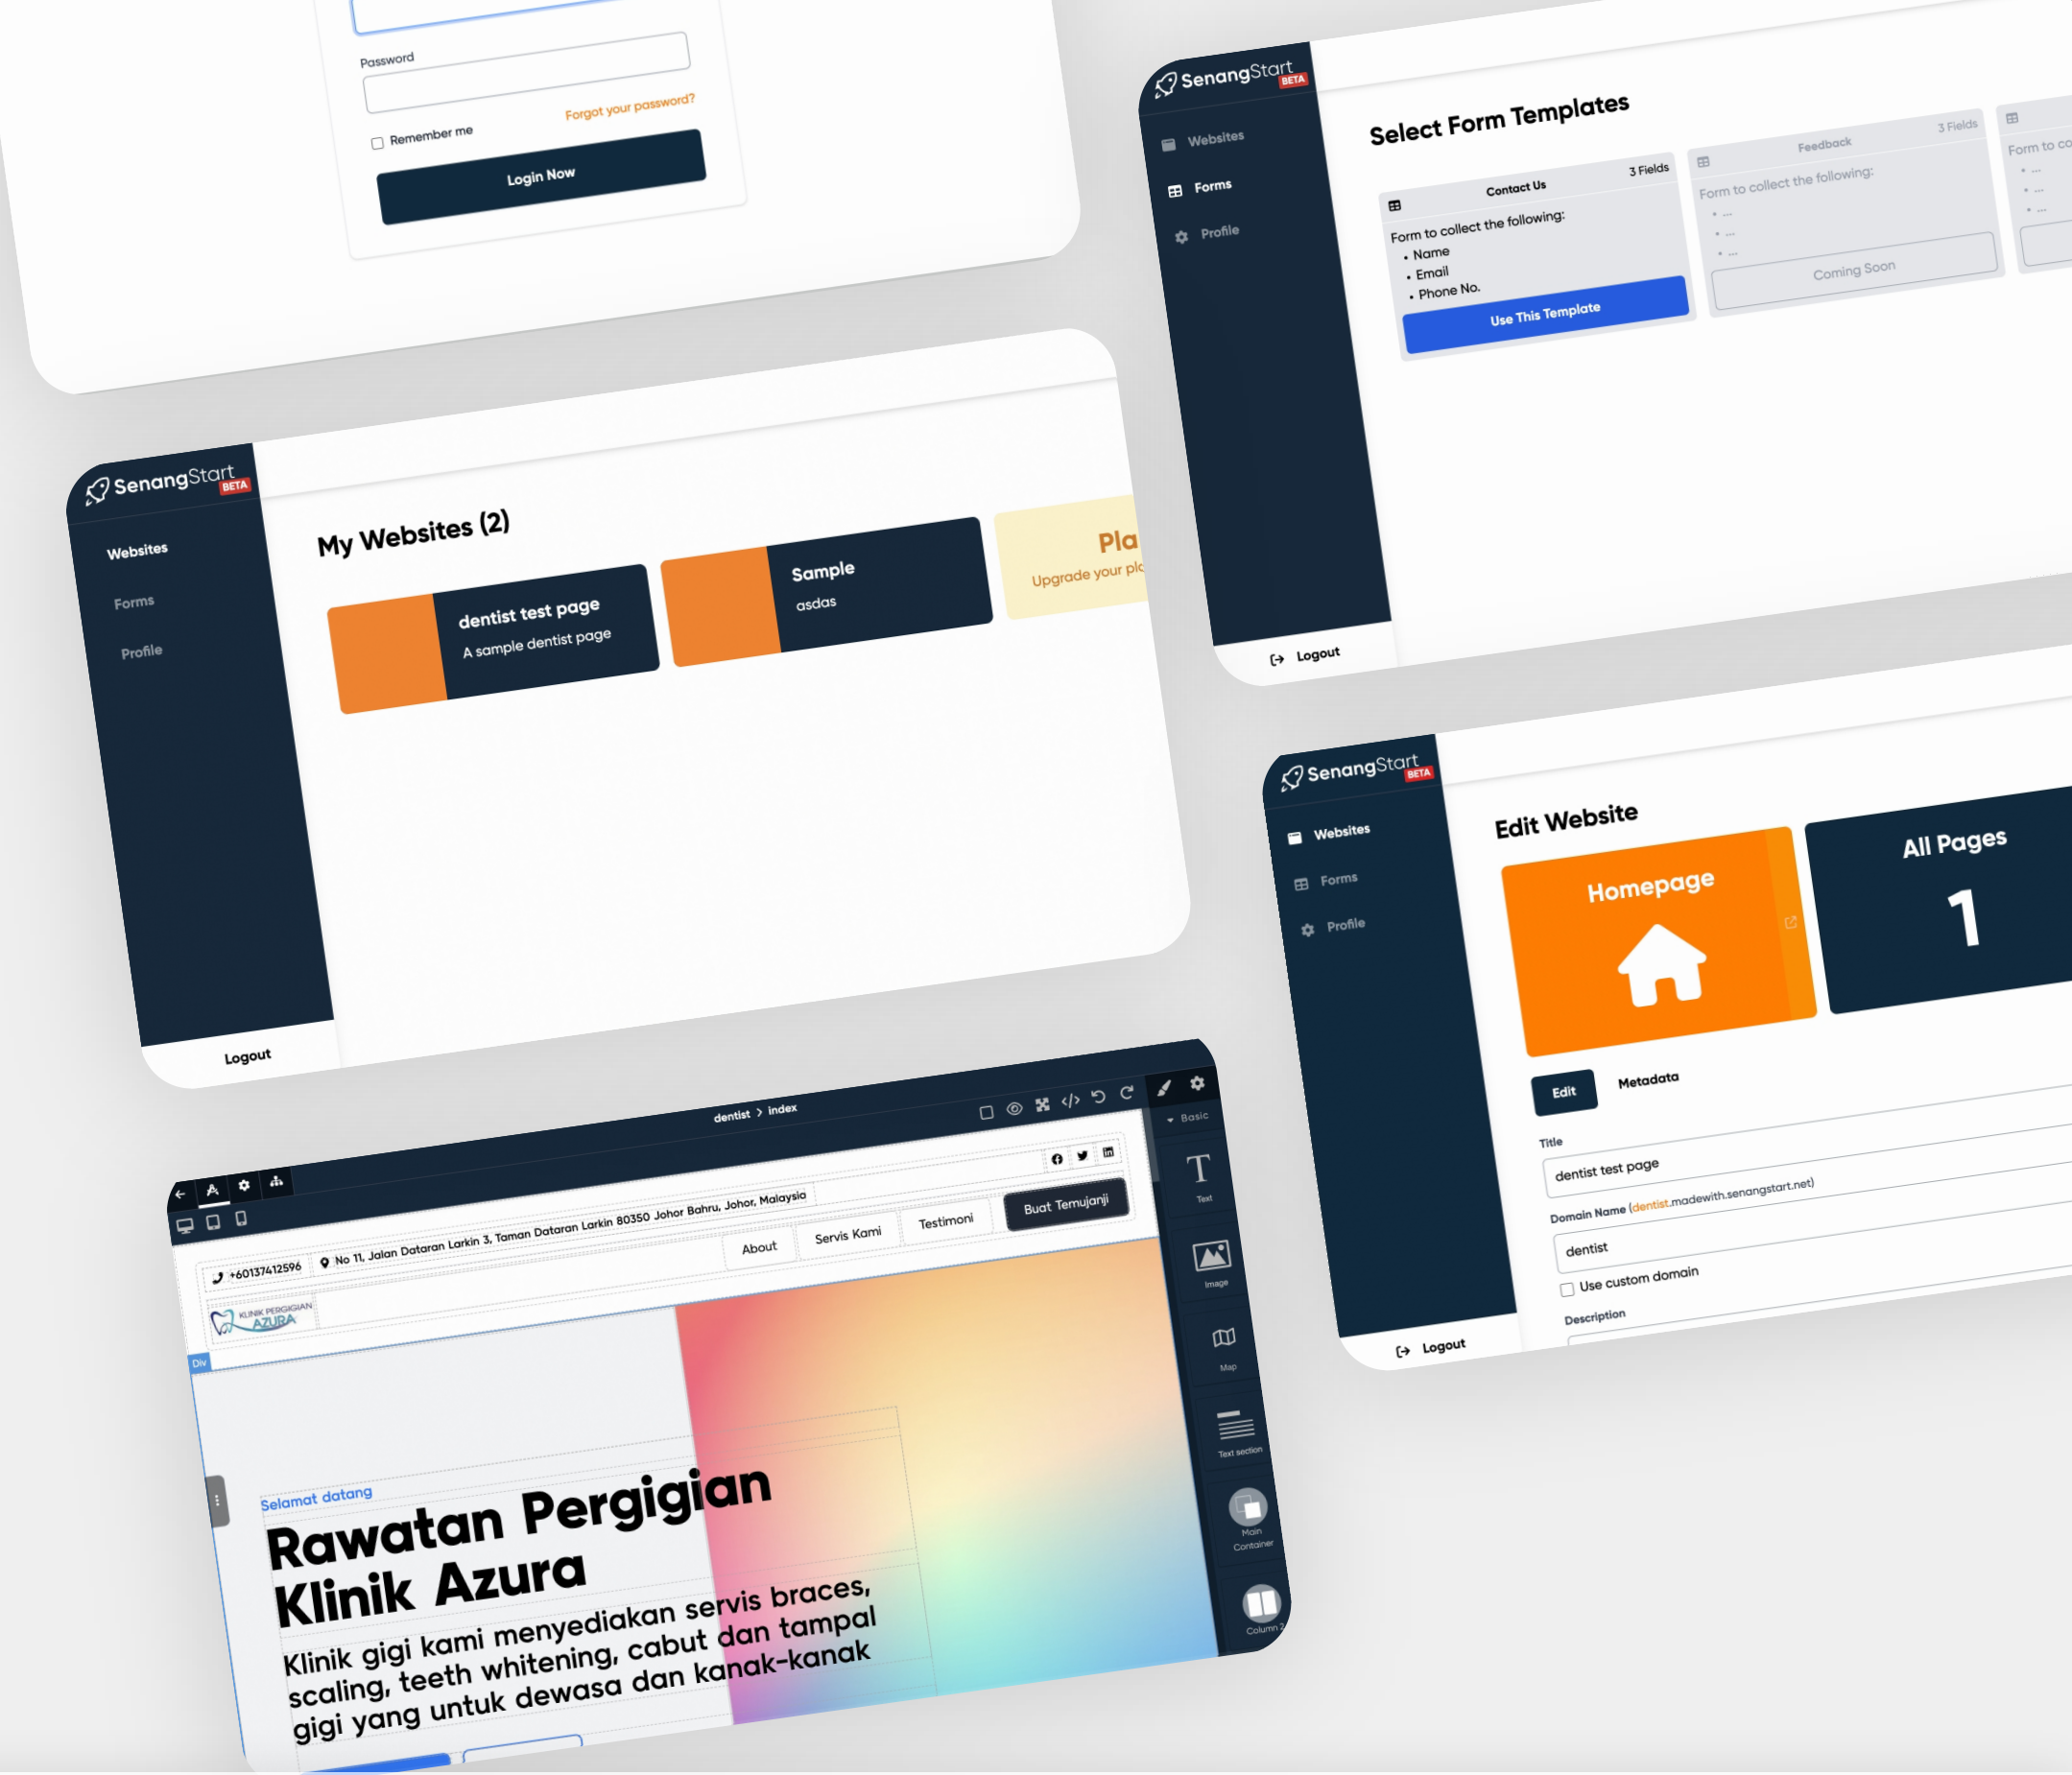 Password
Remember me
Forgot your password?
Login Now
SenangStart
BETA
Websites
Forms
Profile
Logout
Select Form Templates
Contact Us
3 Fields
Form to collect the following:
• Name
• Email
• Phone No.
Use This Template
Feedback
3 Fields
Form to collect the following:
• ...
• ...
• ...
Coming Soon
Form to
• ...
• ...
• ...
SenangStart
BETA
Websites
Forms
Profile
Logout
My Websites (2)
dentist test page
A sample dentist page
Sample
asdas
Upgrade your
SenangStart
BETA
Websites
Forms
Profile
Logout
Edit Website
Homepage
All Pages
1
Edit
Metadata
Title
dentist test page
Domain Name (dentist.madewith.senangstart.net)
dentist
Use custom domain
Description
dentist > index
+60137412596
No 11, Jalan Dataran Larkin 3, Taman Dataran Larkin 80350 Johor Bahru, Johor, Malaysia
KLINIK PERGIGIAN
AZURA
About
Servis Kami
Testimoni
Buat Temujanji
Div
Selamat datang
Rawatan Pergigian
Klinik Azura
Klinik gigi kami menyediakan servis braces,
scaling, teeth whitening, cabut dan tampal
gigi yang untuk dewasa dan kanak-kanak
Basic
Text
Image
Map
Text section
Main
Container
Column 2